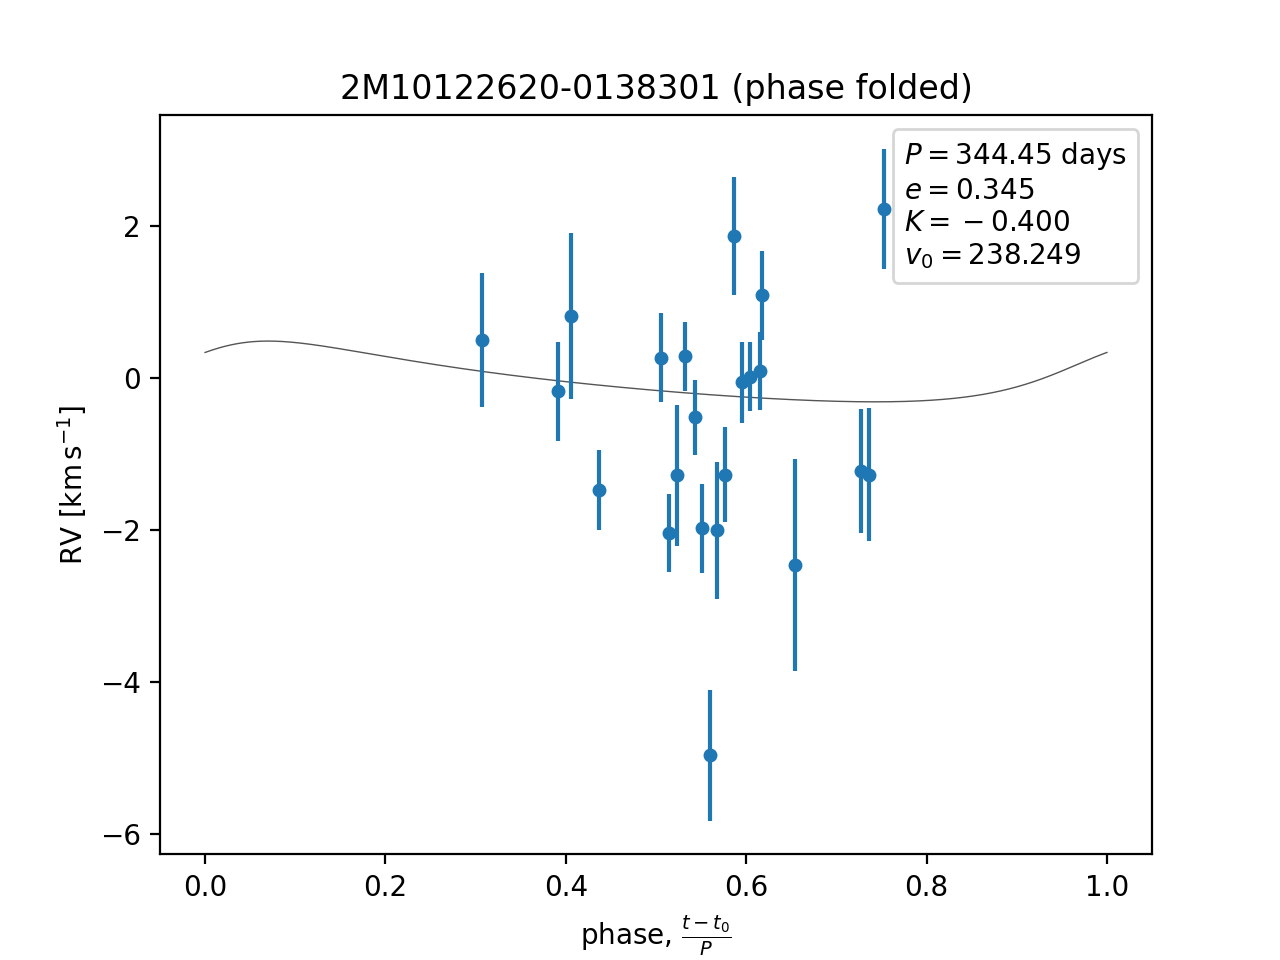 2M10122620-0138301 (phase folded)
P = 344.45 days
e = 0.345
K = −0.400
v₀ = 238.249
2
0
−2
−4
−6
RV [km s⁻¹]
0.0 0.2 0.4 0.6 0.8 1.0
phase, (t − t₀)/P